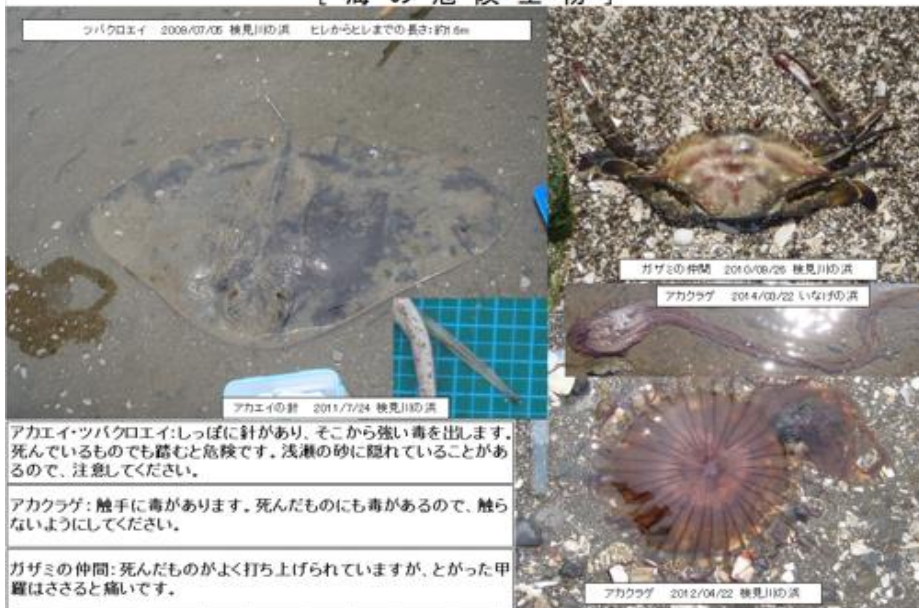 [ 海 の 危 険 生 物 ]
ツバクロエイ 2009/07/05 検見川の浜 ヒレからヒレまでの長さ:約1.6m
ガザミの仲間 2010/09/26 検見川の浜
アカクラゲ 2014/03/22 いなげの浜
アカエイの針 2011/7/24 検見川の浜
アカエイ・ツバクロエイ:しっぽに針があり、そこから強い毒を出します。
死んでいるものでも踏むと危険です。浅瀬の砂に隠れていることがあ
るので、注意してください。
アカクラゲ:触手に毒があります。死んだものにも毒があるので、触ら
ないようにしてください。
ガザミの仲間:死んだものがよく打ち上げられていますが、とがった甲
羅はささると痛いです。
アカクラゲ 2012/04/22 検見川の浜